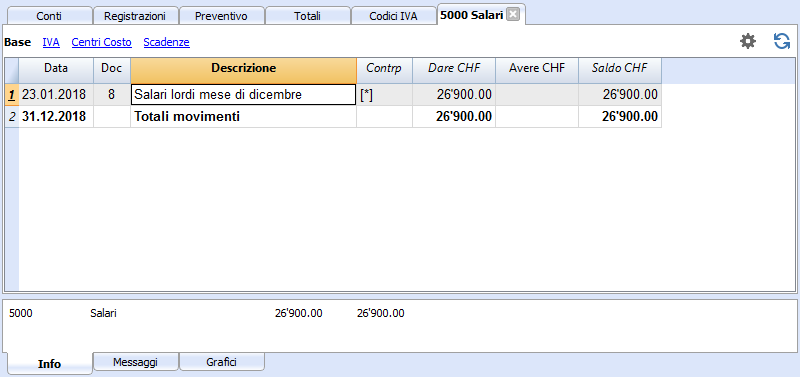 Conti Registrazioni Preventivo Totali Codici IVA 5000 Salari
Base IVA Centri Costo Scadenze
Data Doc Descrizione Contrp Dare CHF Avere CHF Saldo CHF
1 23.01.2018 8 Salari lordi mese di dicembre [*] 26'900.00 26'900.00
2 31.12.2018 Totali movimenti 26'900.00 26'900.00
5000 Salari 26'900.00 26'900.00
Info Messaggi Grafici